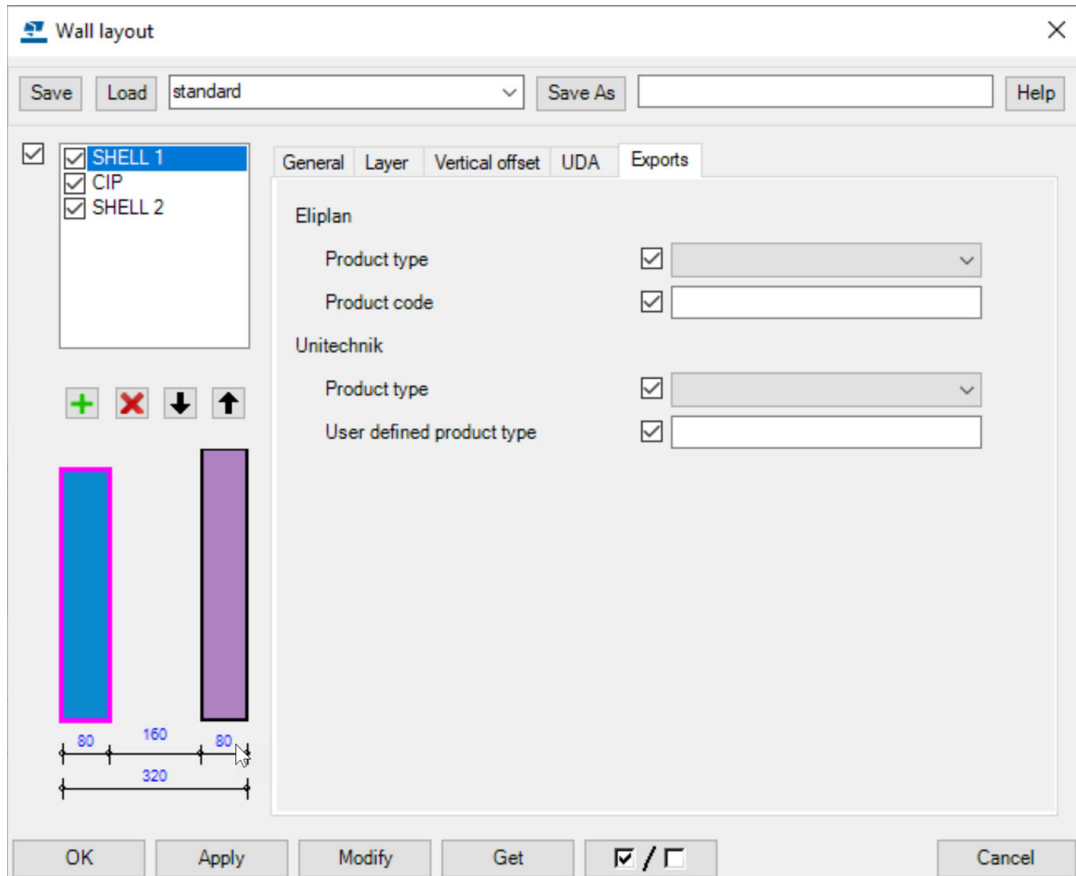 Wall layout
Save Load standard Save As Help
SHELL 1
CIP
SHELL 2
General Layer Vertical offset UDA Exports
Eliplan
Product type
Product code
Unitechnik
Product type
User defined product type
80 160 80
320
OK Apply Modify Get / Cancel